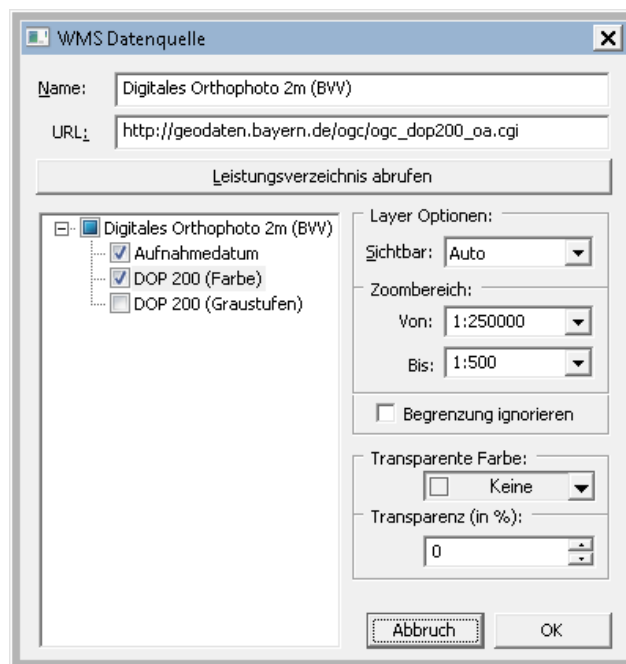 WMS Datenquelle
Name: Digitales Orthophoto 2m (BVV)
URL: http://geodaten.bayern.de/ogc/ogc_dop200_oa.cgi
Leistungsverzeichnis abrufen
Digitales Orthophoto 2m (BVV)
Aufnahmedatum
DOP 200 (Farbe)
DOP 200 (Graustufen)
Layer Optionen:
Sichtbar: Auto
Zoombereich:
Von: 1:250000
Bis: 1:500
Begrenzung ignorieren
Transparente Farbe:
Keine
Transparenz (in %):
0
Abbruch OK